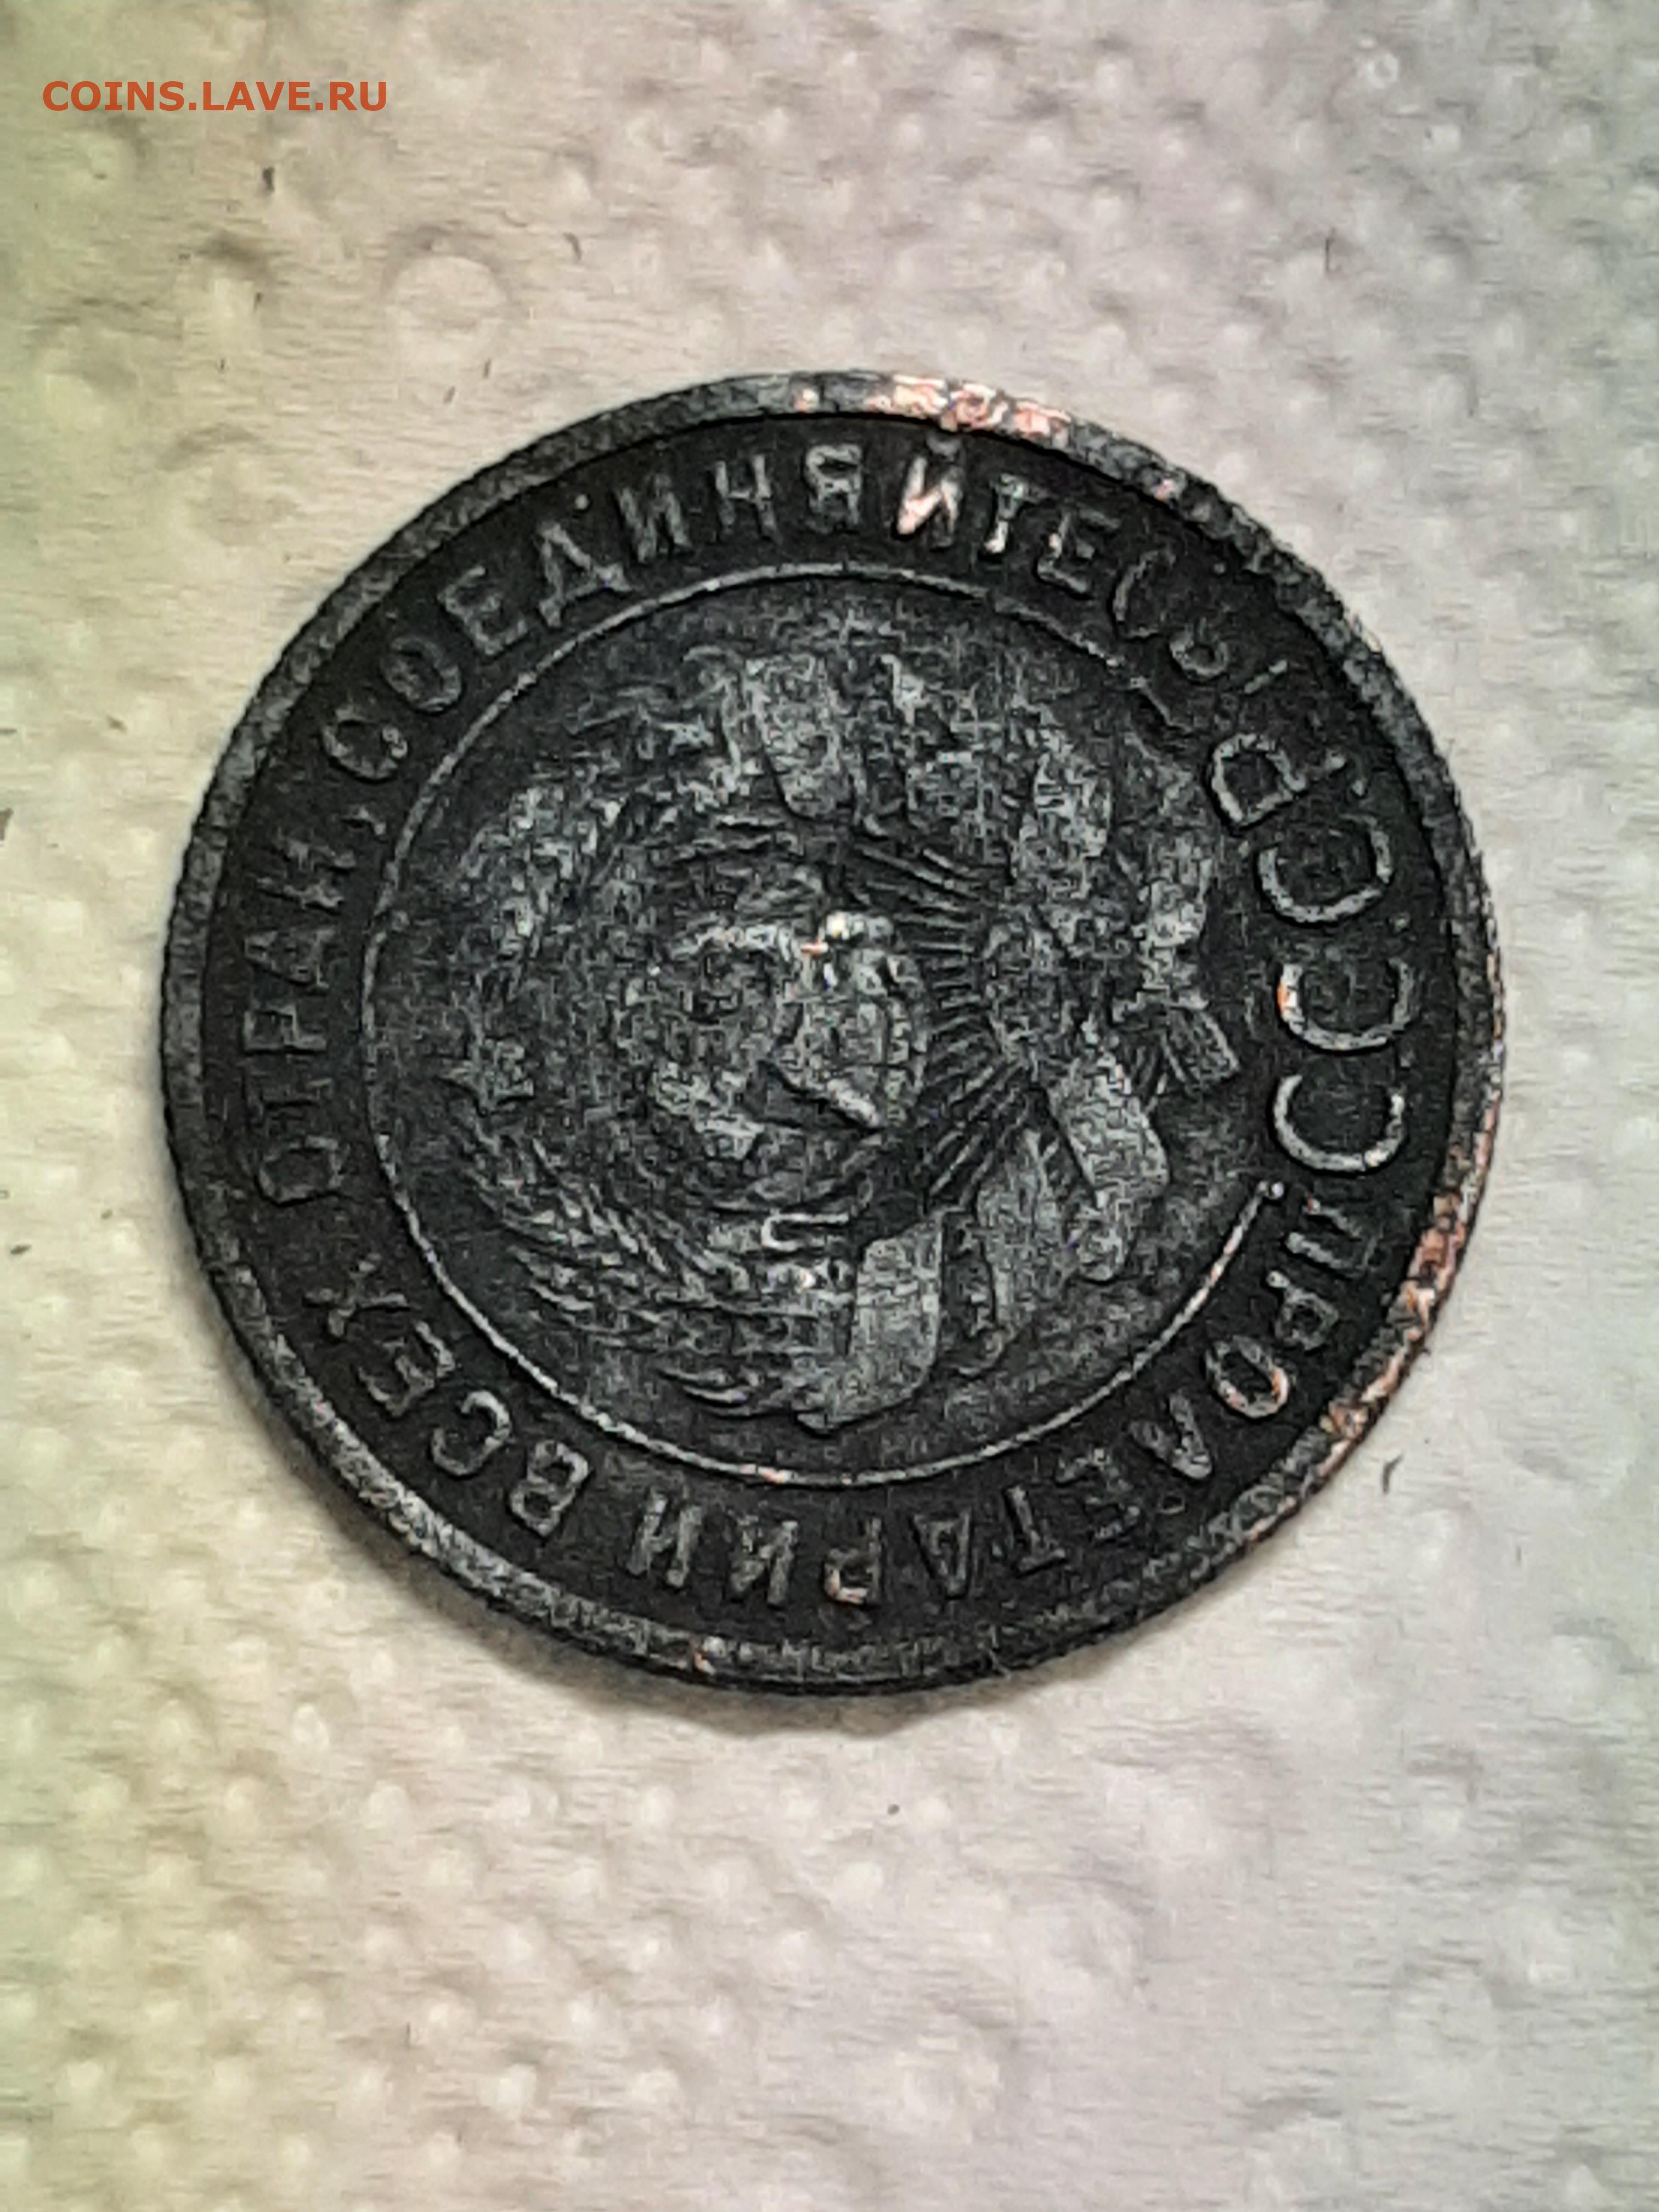 COINS.LAVE.RU
ПРОЛЕТАРИИ ВСЕХ СТРАН, СОЕДИНЯЙТЕСЬ!
СССР